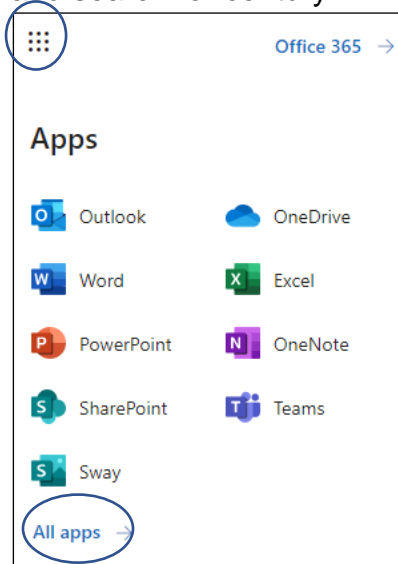 Office 365 →
Apps
Outlook OneDrive
Word Excel
PowerPoint OneNote
SharePoint Teams
Sway
All apps →